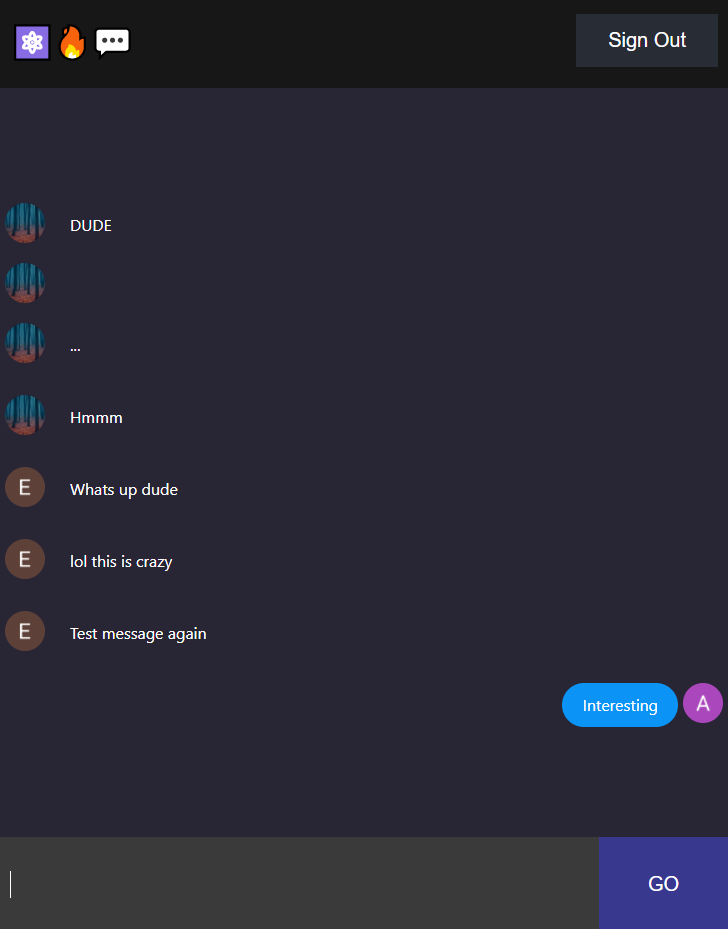 Sign Out
DUDE
...
Hmmm
E
Whats up dude
E
lol this is crazy
E
Test message again
Interesting
A
GO